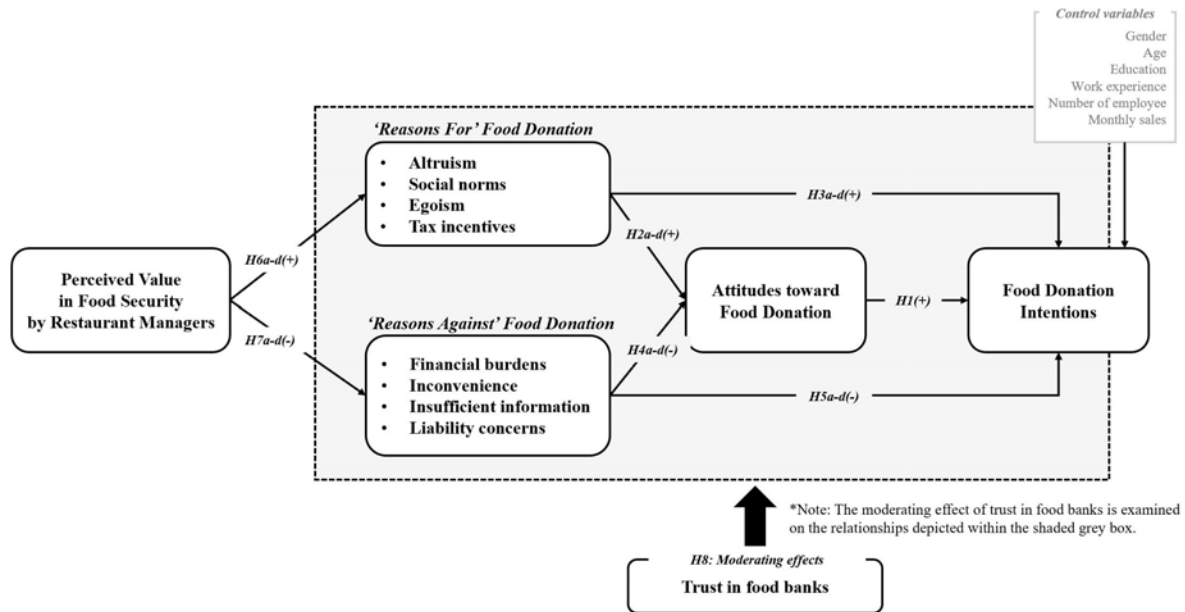 Control variables
Gender
Age
Education
Work experience
Number of employee
Monthly sales
‘Reasons For’ Food Donation
• Altruism
• Social norms
• Egoism
• Tax incentives
H3a-d(+)
H2a-d(+)
H6a-d(+)
Perceived Value
in Food Security
by Restaurant Managers
H7a-d(-)
Attitudes toward
Food Donation
H1(+)
Food Donation
Intentions
‘Reasons Against’ Food Donation
H4a-d(-)
• Financial burdens
• Inconvenience
• Insufficient information
• Liability concerns
H5a-d(-)
*Note: The moderating effect of trust in food banks is examined
on the relationships depicted within the shaded grey box.
H8: Moderating effects
Trust in food banks